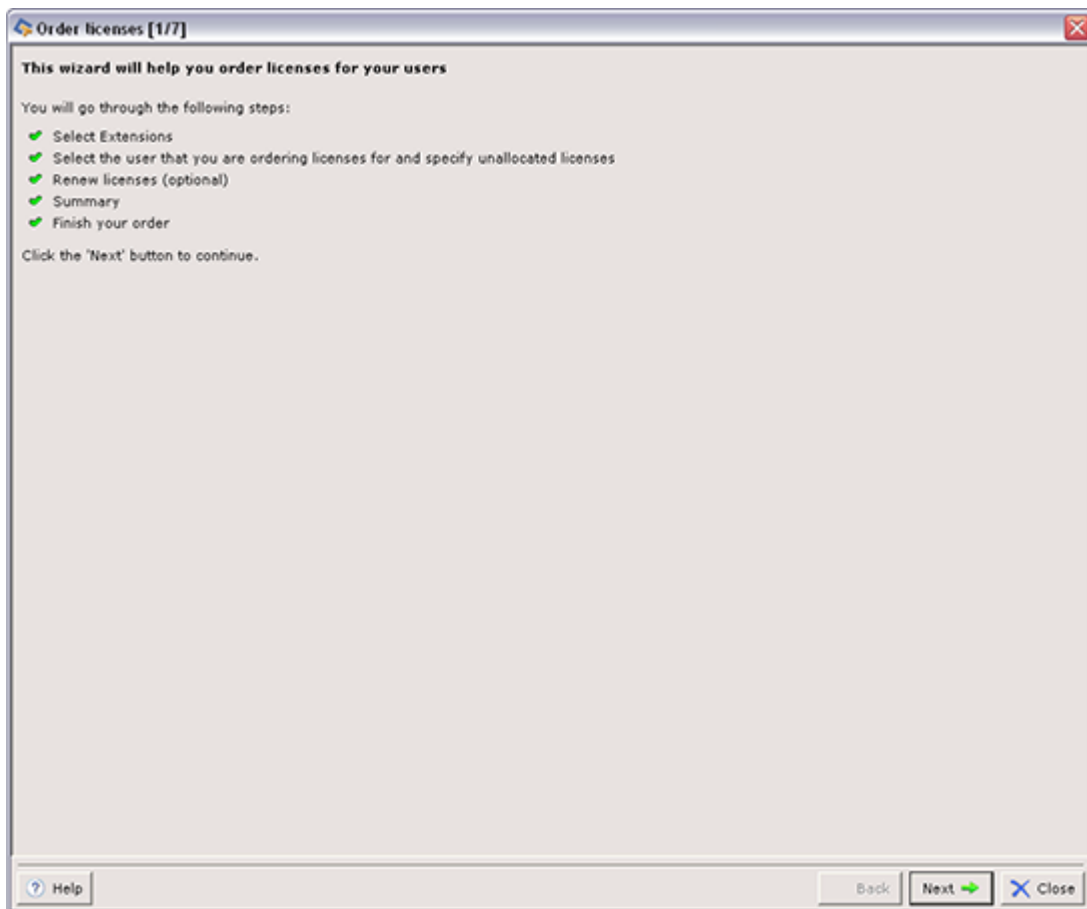 Order licenses [1/7]
This wizard will help you order licenses for your users
You will go through the following steps:
Select Extensions
Select the user that you are ordering licenses for and specify unallocated licenses
Renew licenses (optional)
Summary
Finish your order
Click the 'Next' button to continue.
Help Back Next Close